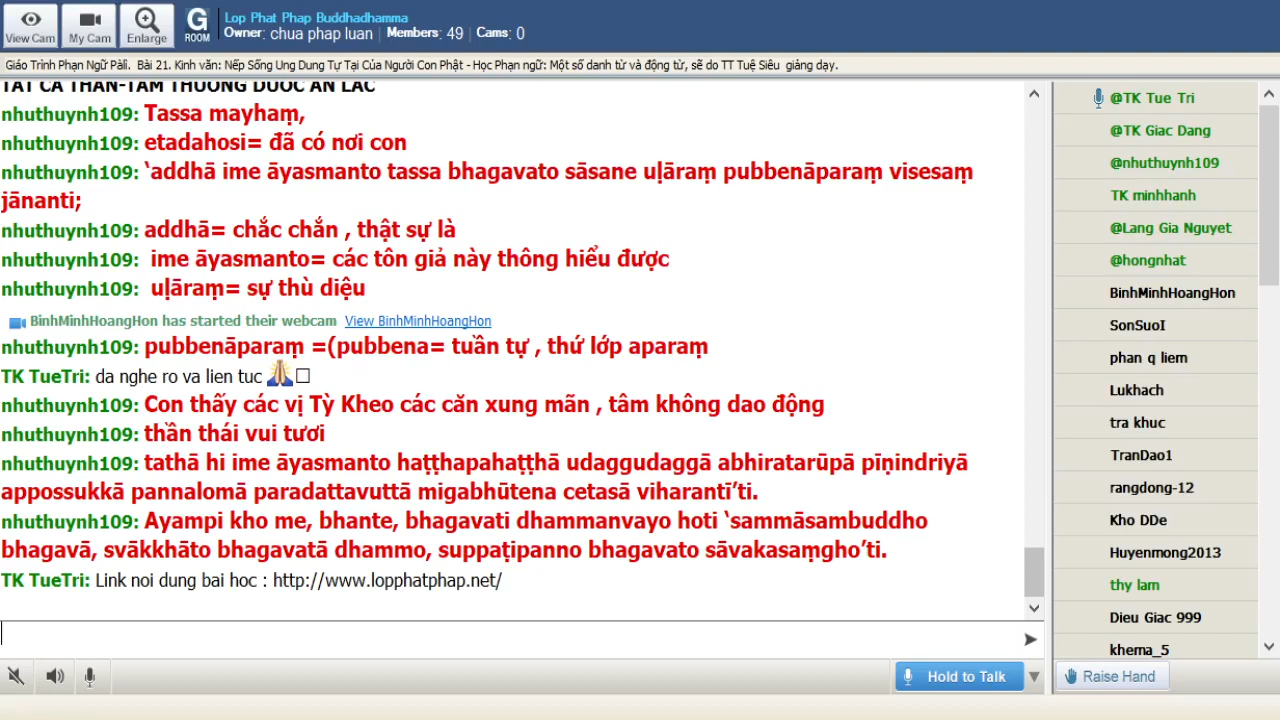 View Cam
My Cam
Enlarge
G
ROOM
Lop Phat Phap Buddhadhamma
Owner: chua phap luan | Members: 49 | Cams: 0
Giáo Trình Phạn Ngữ Pàli. Bài 21. Kinh văn: Nếp Sống Ung Dung Tự Tại Của Người Con Phật - Học Phạn ngữ: Một số danh từ và động từ, sẽ do TT Tuệ Siêu giảng dạy.
nhuthuynh109: Tassa mayhaṃ,
nhuthuynh109: etadahosi= đã có nơi con
nhuthuynh109: ‘addhā ime āyasmanto tassa bhagavato sāsane uḷāraṃ pubbenāparaṃ visesaṃ
jānanti;
nhuthuynh109: addhā= chắc chắn , thật sự là
nhuthuynh109: ime āyasmanto= các tôn giả này thông hiểu được
nhuthuynh109: uḷāraṃ= sự thù diệu
BinhMinhHoangHon has started their webcam View BinhMinhHoangHon
nhuthuynh109: pubbenāparaṃ =(pubbena= tuần tự , thứ lớp aparaṃ
TK TueTri: da nghe ro va lien tuc 🙏□
nhuthuynh109: Con thấy các vị Tỳ Kheo các căn xung mãn , tâm không dao động
nhuthuynh109: thần thái vui tươi
nhuthuynh109: tathā hi ime āyasmanto haṭṭhapahaṭṭhā udaggudaggā abhiratarūpā pīṇindriyā
appossukkā pannalomā paradattavuttā migabhūtena cetasā viharantī’ti.
nhuthuynh109: Ayampi kho me, bhante, bhagavati dhammanvayo hoti ‘sammāsambuddho
bhagavā, svākkhāto bhagavatā dhammo, suppaṭipanno bhagavato sāvakasaṃgho’ti.
TK TueTri: Link noi dung bai hoc : http://www.lopphatphap.net/
Hold to Talk
@TK Tue Tri
@TK Giac Dang
@nhuthuynh109
TK minhhanh
@Lang Gia Nguyet
@hongnhat
BinhMinhHoangHon
SonSuoI
phan q liem
Lukhach
tra khuc
TranDao1
rangdong-12
Kho DDe
Huyenmong2013
thy lam
Dieu Giac 999
khema_5
Raise Hand